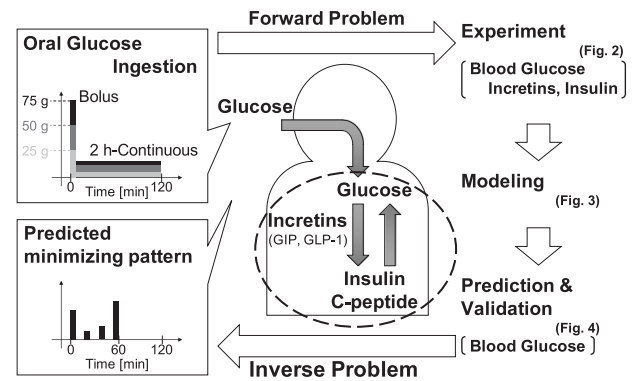 Forward Problem
Oral Glucose
Ingestion
75 g
Bolus
50 g
25 g
2 h-Continuous
0
120
Time [min]
Glucose
Glucose
Incretins
(GIP, GLP-1)
Insulin
C-peptide
Experiment
(Fig. 2)
Blood Glucose
Incretins, Insulin
Modeling
(Fig. 3)
Prediction &
Validation
(Fig. 4)
[Blood Glucose]
Predicted
minimizing pattern
0
60
120
Time [min]
Inverse Problem